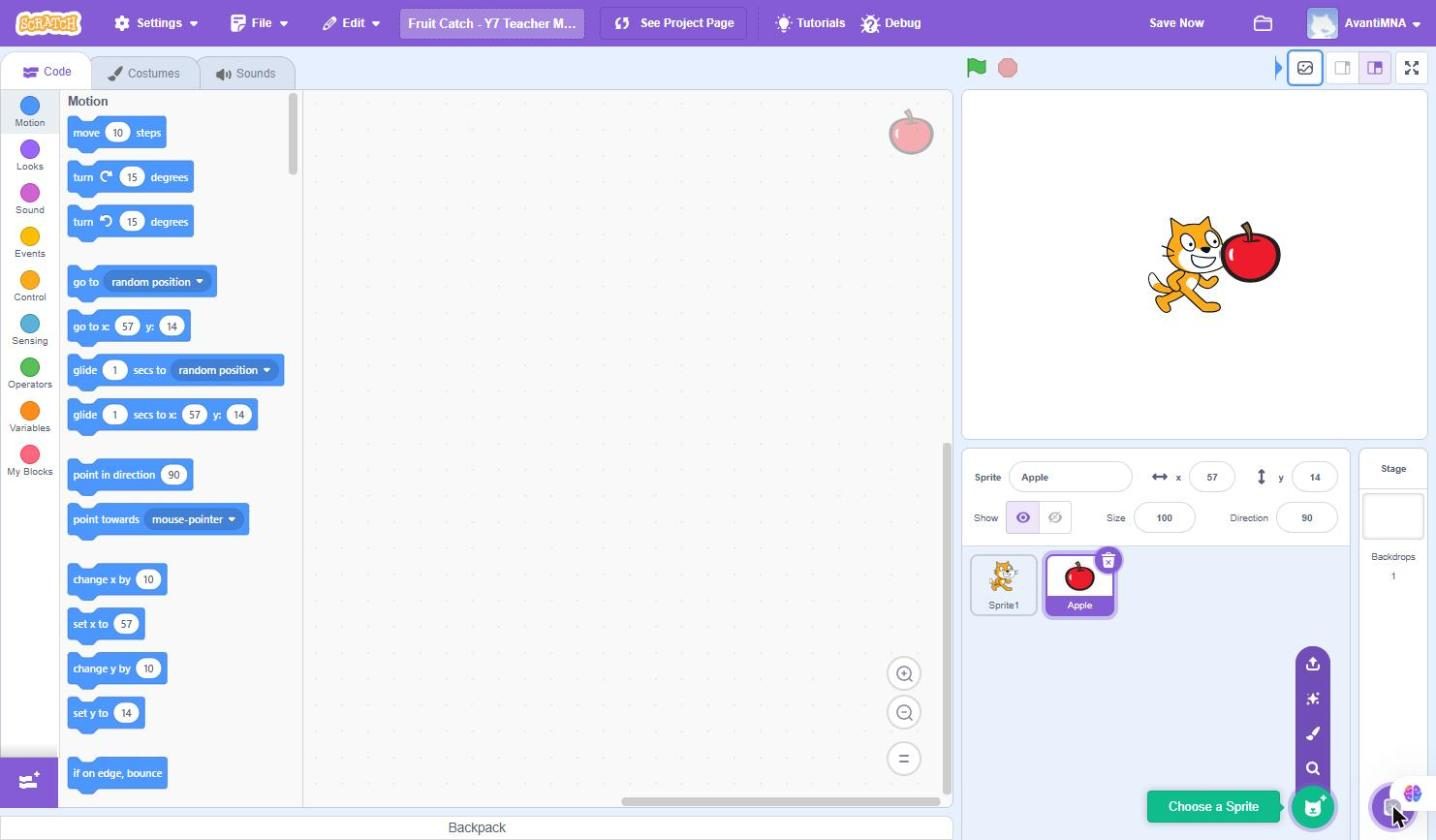 SCRATCH Settings File Edit Fruit Catch - Y7 Teacher M... See Project Page Tutorials Debug Save Now AvantiMNA
Code Costumes Sounds
Motion
Looks
Sound
Events
Control
Sensing
Operators
Variables
My Blocks
Motion
move 10 steps
turn 15 degrees
turn 15 degrees
go to random position
go to x: 57 y: 14
glide 1 secs to random position
glide 1 secs to x: 57 y: 14
point in direction 90
point towards mouse-pointer
change x by 10
set x to 57
change y by 10
set y to 14
if on edge, bounce
Backpack
Sprite Apple x 57 y 14
Show Size 100 Direction 90
Sprite1 Apple
Choose a Sprite
Stage
Backdrops
1